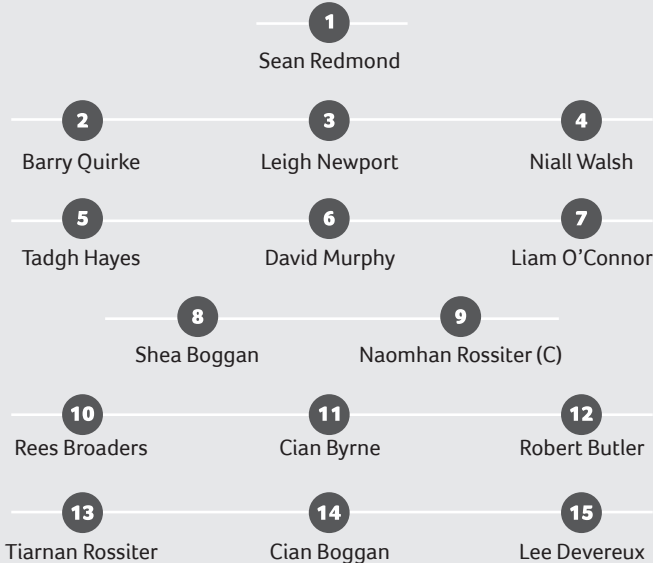 1
Sean Redmond
2 3 4
Barry Quirke Leigh Newport Niall Walsh
5 6 7
Tadgh Hayes David Murphy Liam O’Connor
8 9
Shea Boggan Naomhan Rossiter (C)
10 11 12
Rees Broaders Cian Byrne Robert Butler
13 14 15
Tiarnan Rossiter Cian Boggan Lee Devereux